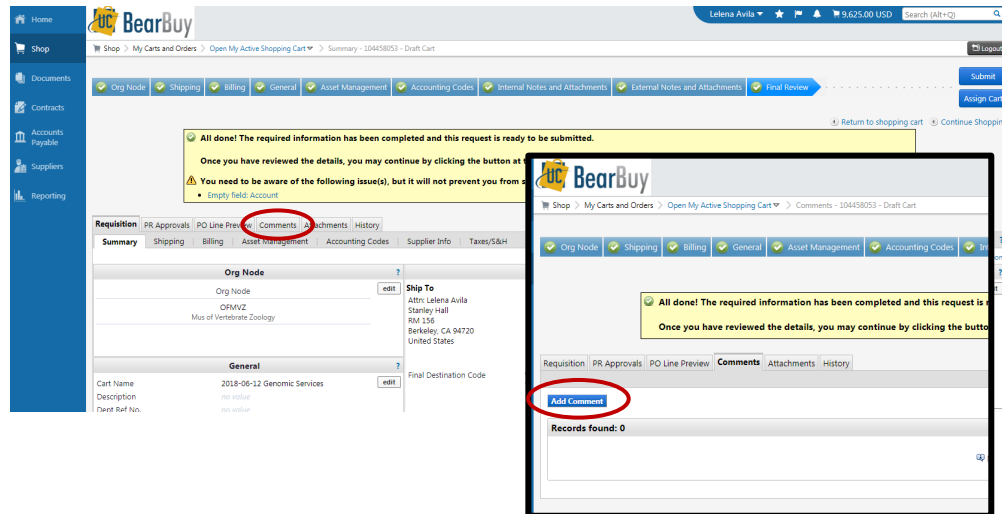 Home
Shop
Documents
Contracts
Accounts
Payable
Suppliers
Reporting
UC BearBuy
Lelena Avila 9,625.00 USD Search (Alt+Q)
Shop > My Carts and Orders > Open My Active Shopping Cart > Summary - 104458053 - Draft Cart
Logout
Org Node Shipping Billing General Asset Management Accounting Codes Internal Notes and Attachments External Notes and Attachments Final Review
Submit
Assign Cart
Return to shopping cart Continue Shoppin
All done! The required information has been completed and this request is ready to be submitted.
Once you have reviewed the details, you may continue by clicking the button at
You need to be aware of the following issue(s), but it will not prevent you from
• Empty field: Account
Requisition PR Approvals PO Line Preview Comments Attachments History
Summary Shipping Billing Asset Management Accounting Codes Supplier Info Taxes/S&H
Org Node ?
Org Node edit
OFMVZ
Mus of Vertebrate Zoology
Ship To
Attn: Lelena Avila
Stanley Hall
RM 156
Berkeley, CA 94720
United States
General ?
Cart Name 2018-06-12 Genomic Services edit
Description no value
Dept Ref No. no value
Final Destination Code
UC BearBuy
Shop > My Carts and Orders > Open My Active Shopping Cart > Comments - 104458053 - Draft Cart
Org Node Shipping Billing General Asset Management Accounting Codes In
All done! The required information has been completed and this request is
Once you have reviewed the details, you may continue by clicking the butto
Requisition PR Approvals PO Line Preview Comments Attachments History
Add Comment
Records found: 0